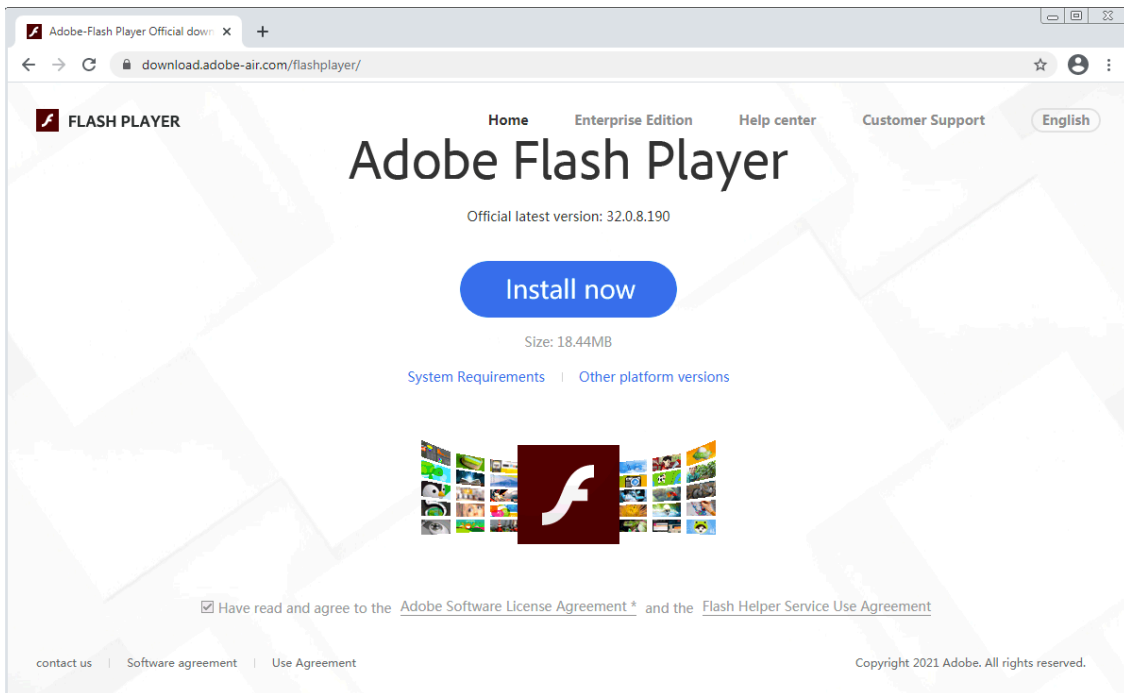 Adobe-Flash Player Official down
download.adobe-air.com/flashplayer/
FLASH PLAYER Home Enterprise Edition Help center Customer Support English
Adobe Flash Player
Official latest version: 32.0.8.190
Install now
Size: 18.44MB
System Requirements Other platform versions
Have read and agree to the Adobe Software License Agreement * and the Flash Helper Service Use Agreement
contact us Software agreement Use Agreement Copyright 2021 Adobe. All rights reserved.